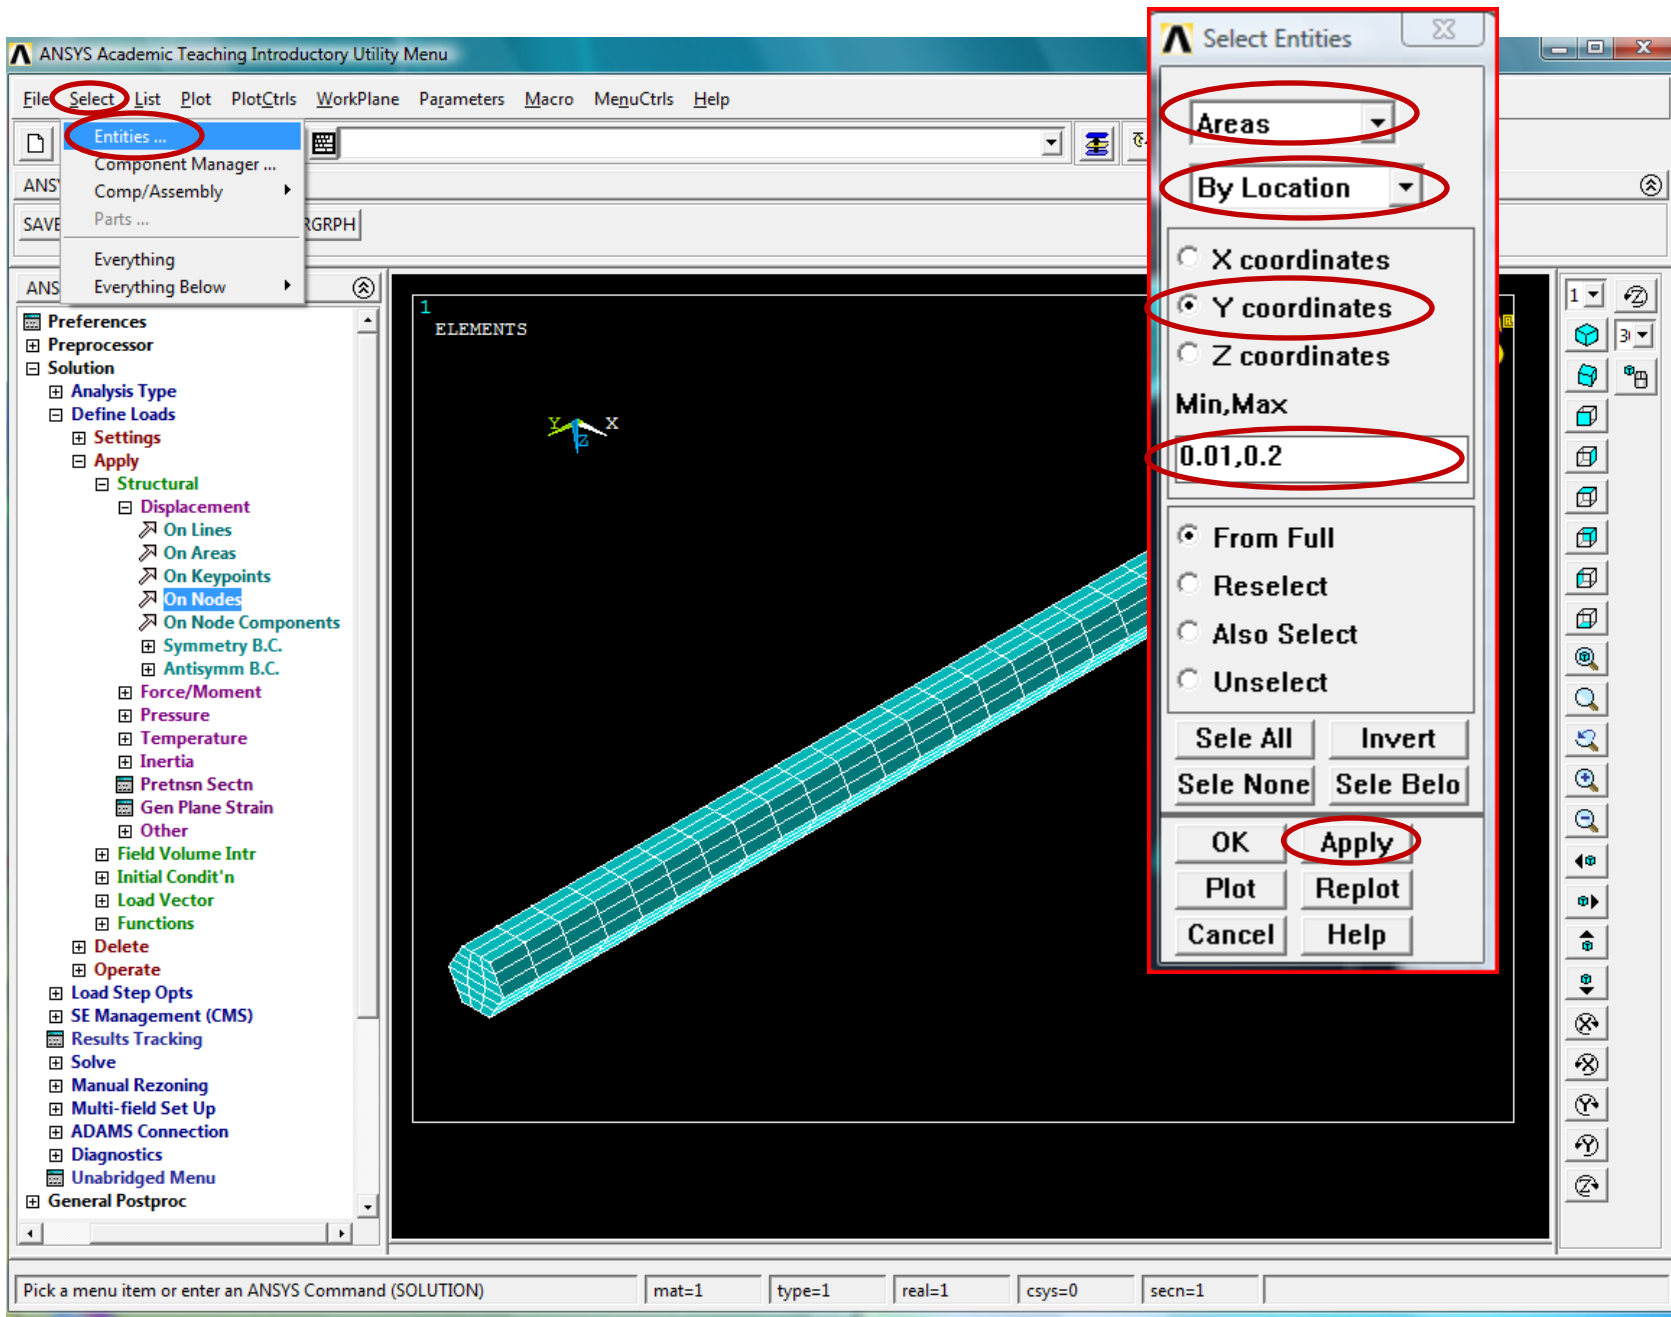 ANSYS Academic Teaching Introductory Utility Menu
File Select List Plot PlotCtrls WorkPlane Parameters Macro MenuCtrls Help
Entities ...
Component Manager ...
Comp/Assembly
Parts ...
Everything
Everything Below
ANS
SAVE
RGRPH
ANS
Preferences
Preprocessor
Solution
Analysis Type
Define Loads
Settings
Apply
Structural
Displacement
On Lines
On Areas
On Keypoints
On Nodes
On Node Components
Symmetry B.C.
Antisymm B.C.
Force/Moment
Pressure
Temperature
Inertia
Pretnsn Sectn
Gen Plane Strain
Other
Field Volume Intr
Initial Condit'n
Load Vector
Functions
Delete
Operate
Load Step Opts
SE Management (CMS)
Results Tracking
Solve
Manual Rezoning
Multi-field Set Up
ADAMS Connection
Diagnostics
Unabridged Menu
General Postproc
1
ELEMENTS
Y X
Z
Select Entities
Areas
By Location
X coordinates
Y coordinates
Z coordinates
Min,Max
0.01,0.2
From Full
Reselect
Also Select
Unselect
Sele All Invert
Sele None Sele Belo
OK Apply
Plot Replot
Cancel Help
1
Pick a menu item or enter an ANSYS Command (SOLUTION) mat=1 type=1 real=1 csys=0 secn=1